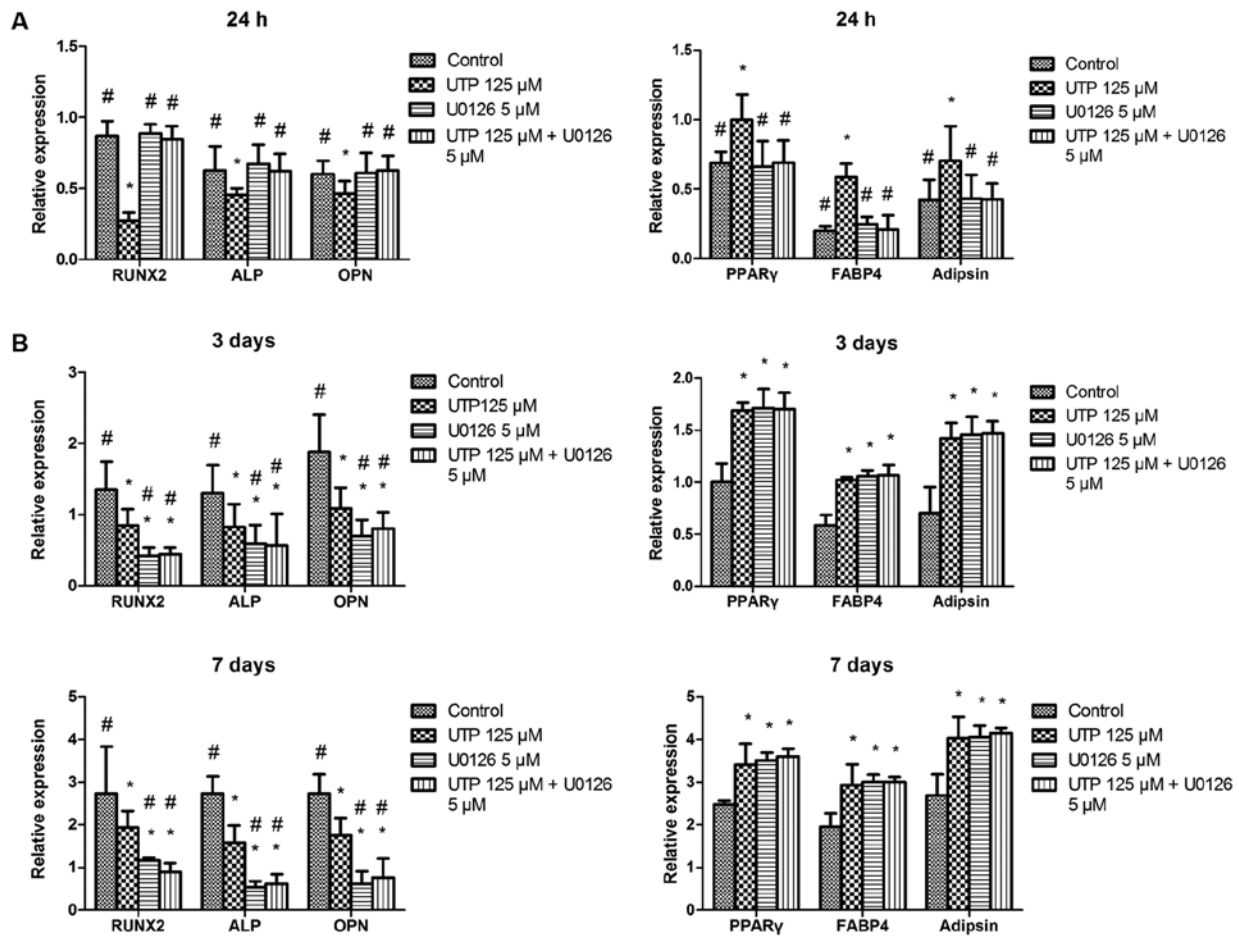 A
24 h
Relative expression
1.5
1.0
0.5
0.0
# * # #
# * # #
# * # #
RUNX2 ALP OPN
Control
UTP 125 µM
U0126 5 µM
UTP 125 µM + U0126
5 µM
24 h
Relative expression
1.5
1.0
0.5
0.0
# * # #
# * # #
# * # #
PPARγ FABP4 Adipsin
Control
UTP 125 µM
U0126 5 µM
UTP 125 µM + U0126
5 µM
B
3 days
Relative expression
3
2
1
0
# * # * # *
# * # * # *
# * # * # *
RUNX2 ALP OPN
Control
UTP125 µM
U0126 5 µM
UTP 125 µM + U0126
5 µM
3 days
Relative expression
2.0
1.5
1.0
0.5
0.0
* * *
* * *
* * *
PPARγ FABP4 Adipsin
Control
UTP 125 µM
U0126 5 µM
UTP 125 µM + U0126
5 µM
7 days
Relative expression
5
4
3
2
1
0
# * # * # *
# * # * # *
# * # * # *
RUNX2 ALP OPN
Control
UTP 125 µM
U0126 5 µM
UTP 125 µM + U0126
5 µM
7 days
Relative expression
5
4
3
2
1
0
* * *
* * *
* * *
PPARγ FABP4 Adipsin
Control
UTP 125 µM
U0126 5 µM
UTP 125 µM + U0126
5 µM